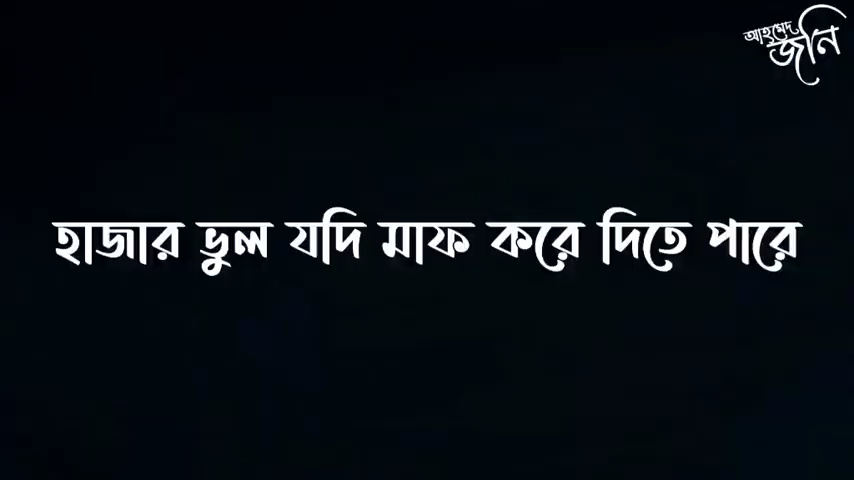 আহমেদ
জনি
হাজার ভুল যদি মাফ করে দিতে পারে